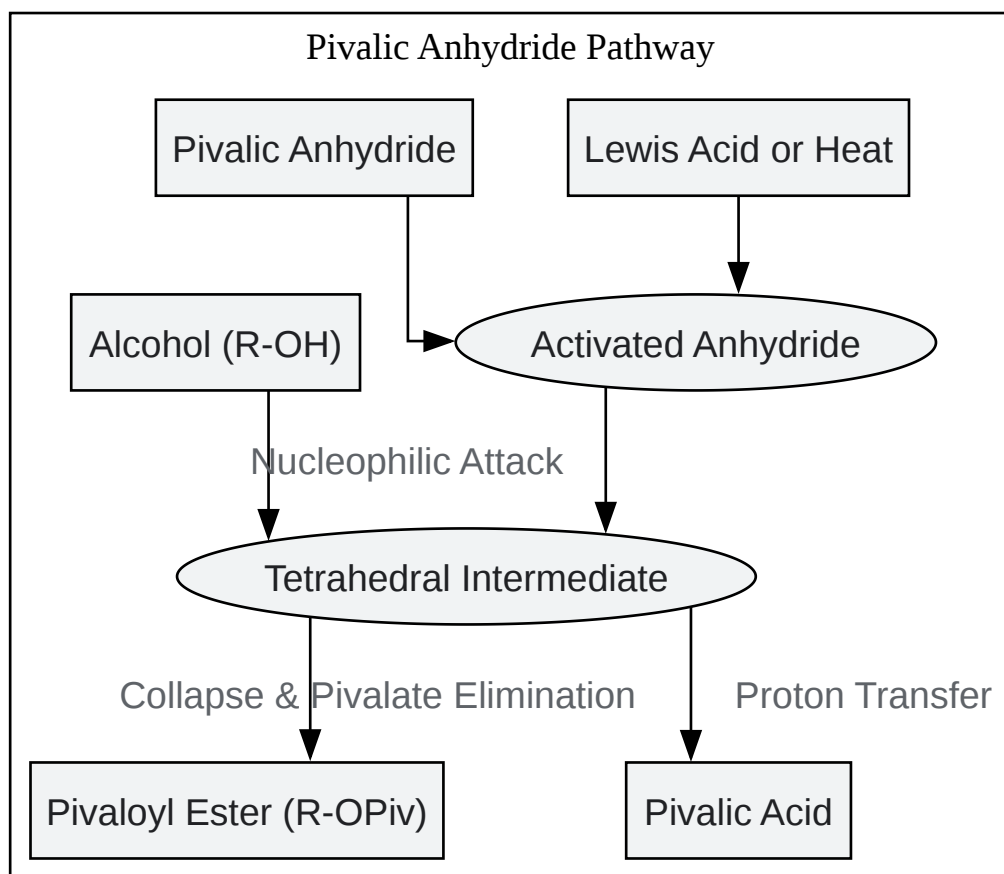 Pivalic Anhydride Pathway
Pivalic Anhydride
Lewis Acid or Heat
Alcohol (R-OH)
Activated Anhydride
Nucleophilic Attack
Tetrahedral Intermediate
Collapse & Pivalate Elimination
Proton Transfer
Pivaloyl Ester (R-OPiv)
Pivalic Acid